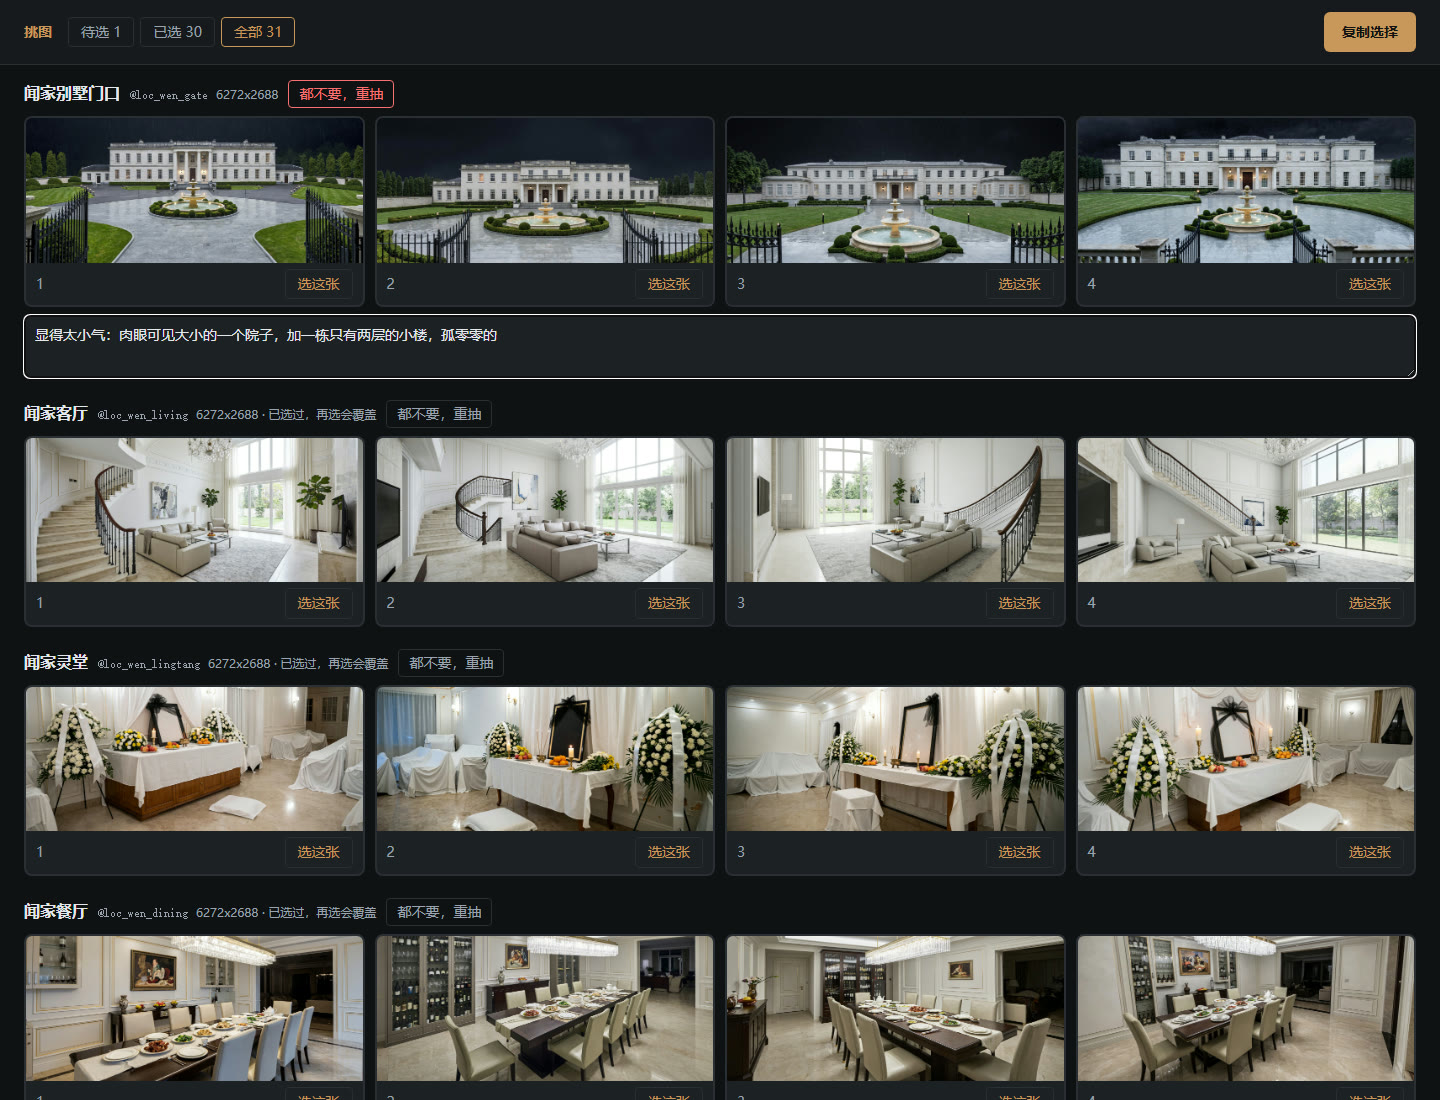 挑图 待选 1 已选 30 全部 31 复制选择
闻家别墅门口 @loc_wen_gate 6272x2688 都不要，重抽
1 选这张 2 选这张 3 选这张 4 选这张
显得太小气：肉眼可见大小的一个院子，加一栋只有两层的小楼，孤零零的
闻家客厅 @loc_wen_living 6272x2688 · 已选过，再选会覆盖 都不要，重抽
1 选这张 2 选这张 3 选这张 4 选这张
闻家灵堂 @loc_wen_lingtang 6272x2688 · 已选过，再选会覆盖 都不要，重抽
1 选这张 2 选这张 3 选这张 4 选这张
闻家餐厅 @loc_wen_dining 6272x2688 · 已选过，再选会覆盖 都不要，重抽